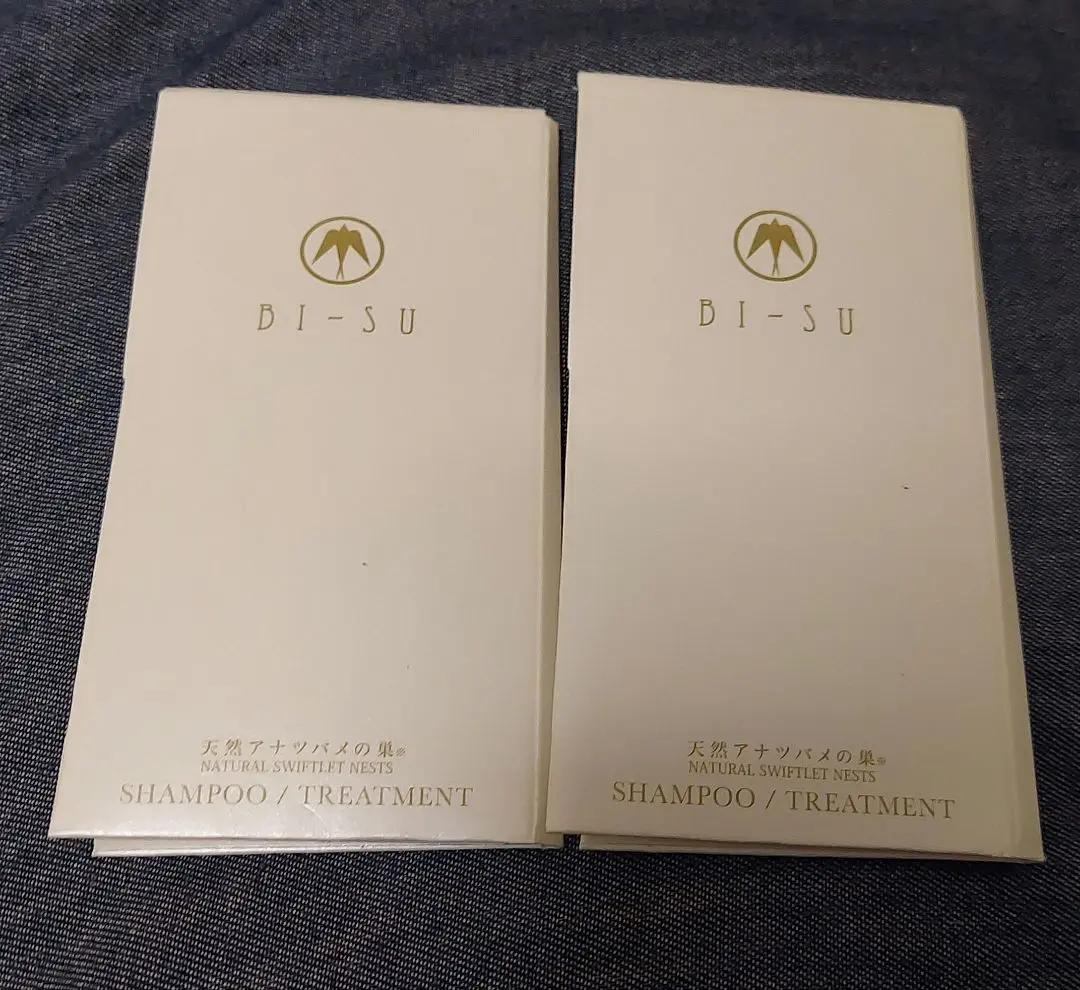 BI-SU
天然アナツバメの巣※
NATURAL SWIFTLET NESTS
SHAMPOO / TREATMENT
BI-SU
天然アナツバメの巣※
NATURAL SWIFTLET NESTS
SHAMPOO / TREATMENT